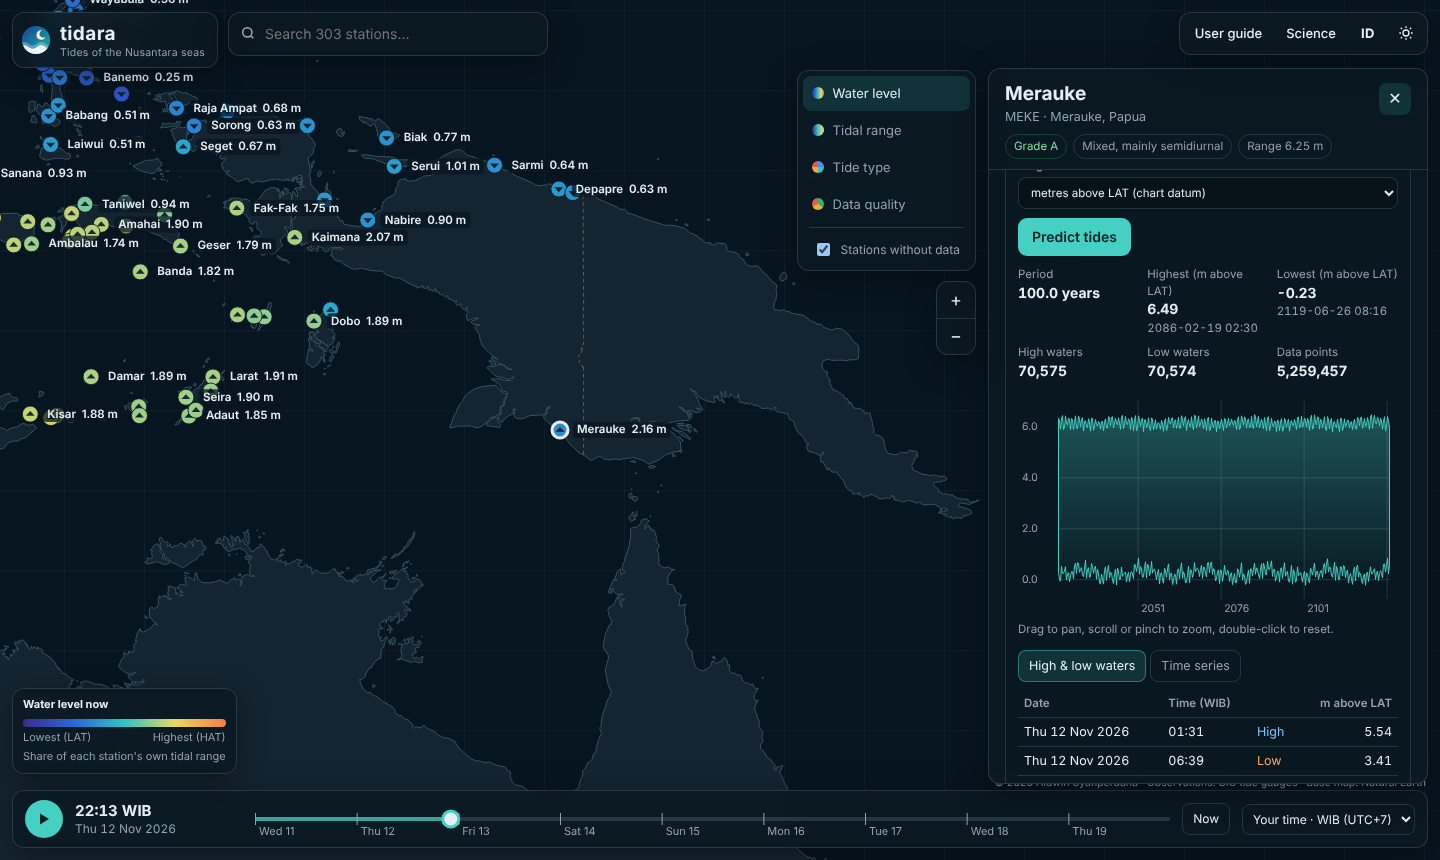 tidara
Tides of the Nusantara seas
Search 303 stations...
User guide
Science
ID
Banemo 0.25 m
Babang 0.51 m
Raja Ampat 0.68 m
Sorong 0.63 m
Laiwui 0.51 m
Seget 0.67 m
Biak 0.77 m
Sanana 0.93 m
Serui 1.01 m
Sarmi 0.64 m
Depapre 0.63 m
Taniwel 0.94 m
Fak-Fak 1.75 m
Amahai 1.90 m
Nabire 0.90 m
Ambalau 1.74 m
Geser 1.79 m
Kaimana 2.07 m
Banda 1.82 m
Dobo 1.89 m
Damar 1.89 m
Larat 1.91 m
Seira 1.90 m
Kisar 1.88 m
Adaut 1.85 m
Merauke 2.16 m
Water level
Tidal range
Tide type
Data quality
Stations without data
+
−
Merauke
MEKE · Merauke, Papua
Grade A
Mixed, mainly semidiurnal
Range 6.25 m
metres above LAT (chart datum)
Predict tides
Period
100.0 years
Highest (m above LAT)
6.49
2086-02-19 02:30
Lowest (m above LAT)
-0.23
2119-06-26 08:16
High waters
70,575
Low waters
70,574
Data points
5,259,457
6.0
4.0
2.0
0.0
2051
2076
2101
Drag to pan, scroll or pinch to zoom, double-click to reset.
High & low waters
Time series
Date Time (WIB) m above LAT
Thu 12 Nov 2026 01:31 High 5.54
Thu 12 Nov 2026 06:39 Low 3.41
Water level now
Lowest (LAT) Highest (HAT)
Share of each station's own tidal range
22:13 WIB
Thu 12 Nov 2026
Wed 11
Thu 12
Fri 13
Sat 14
Sun 15
Mon 16
Tue 17
Wed 18
Thu 19
Now
Your time · WIB (UTC+7)